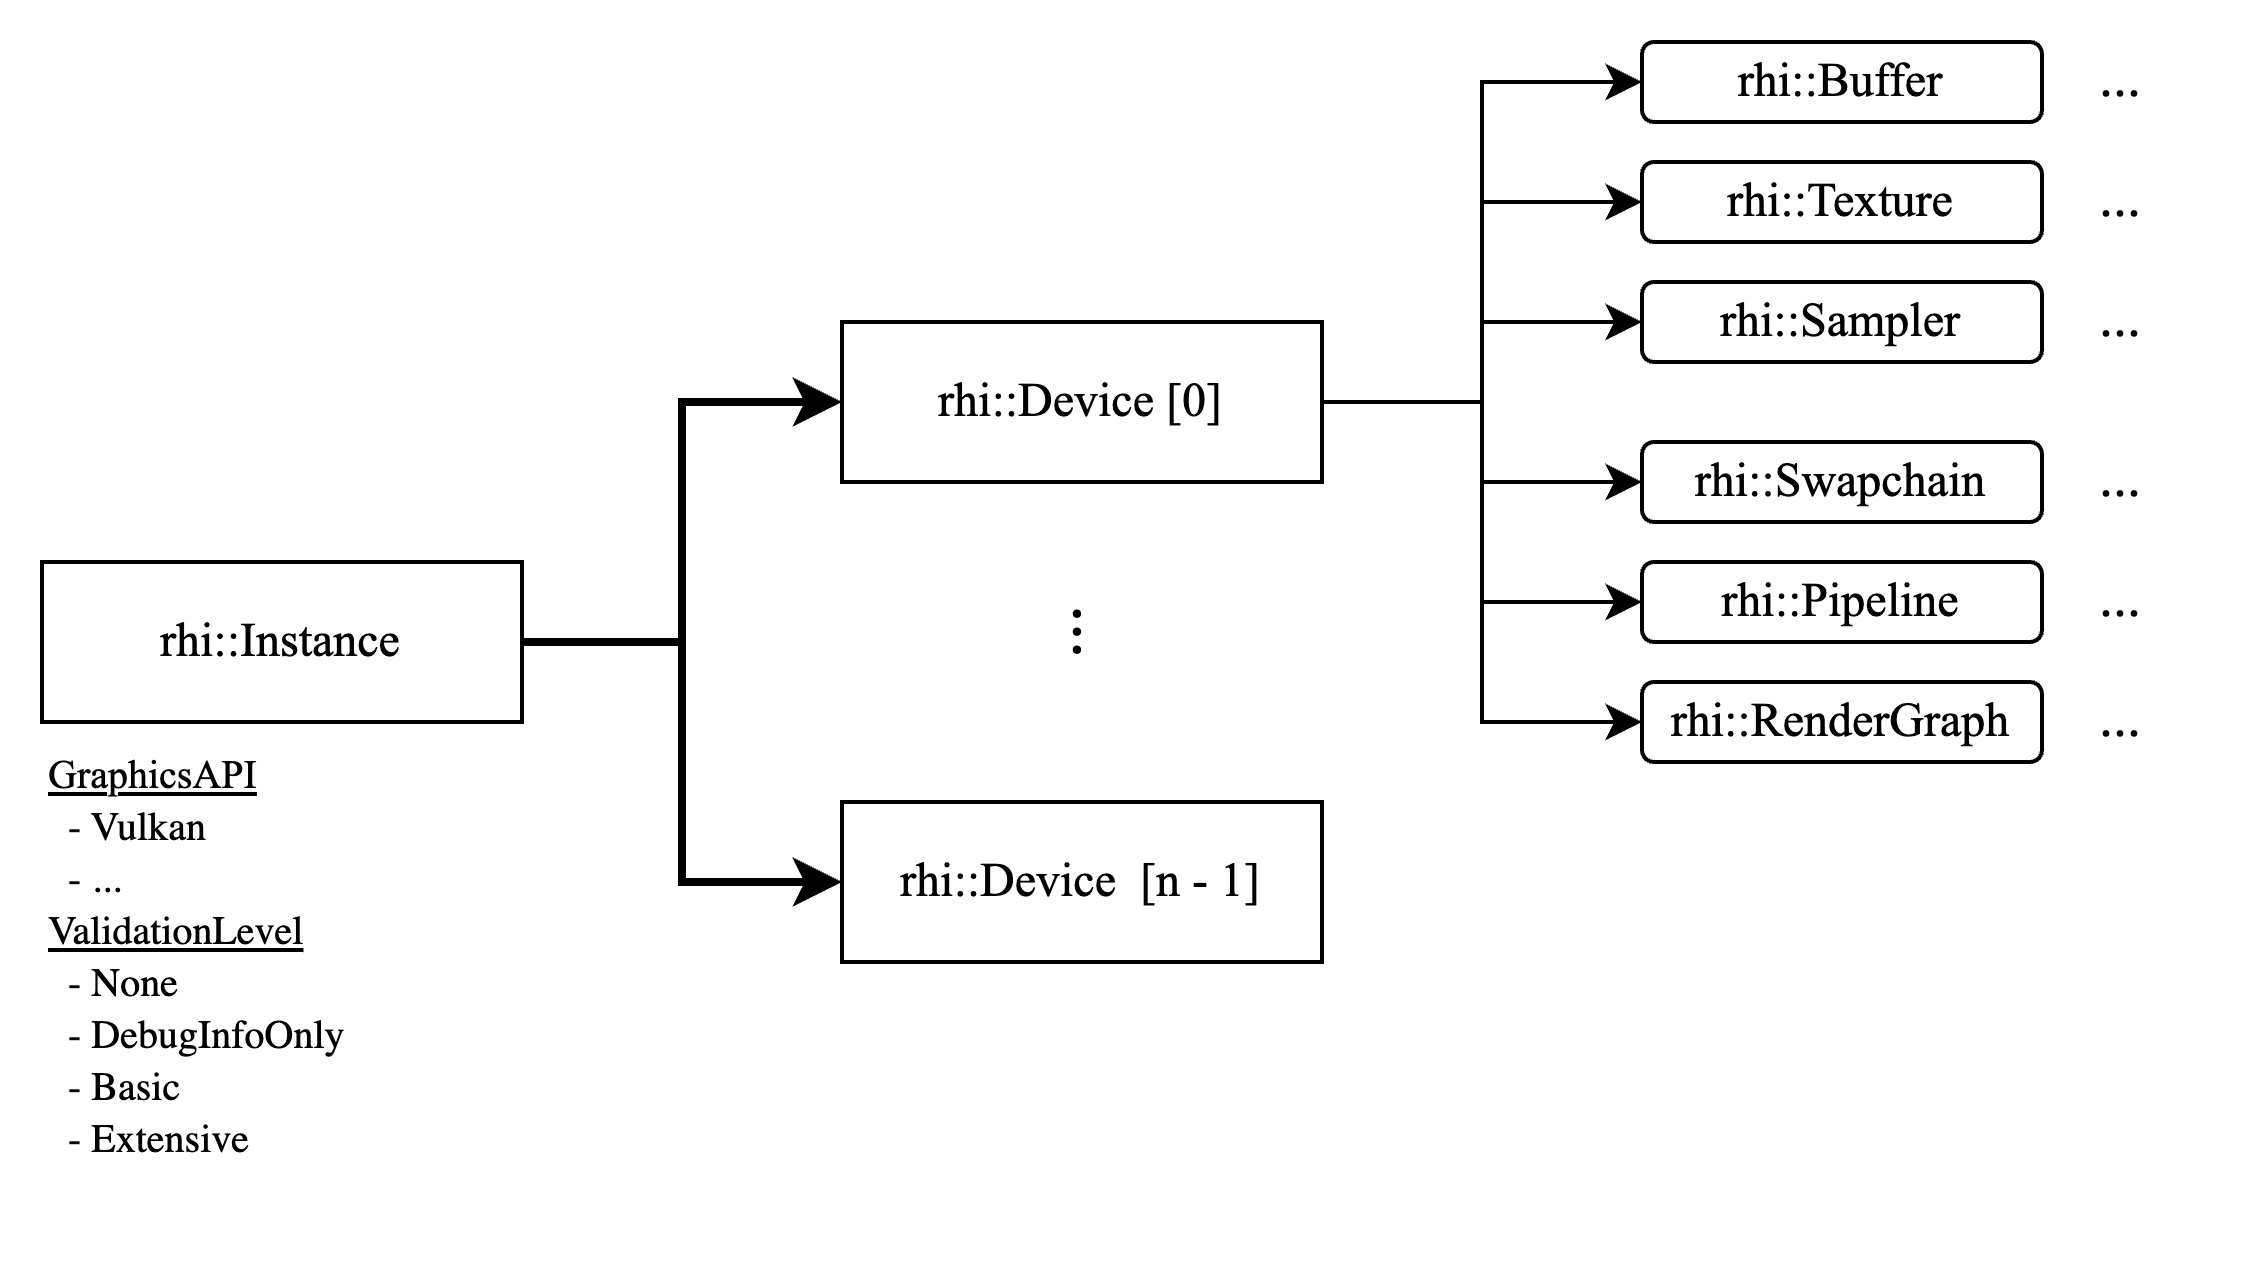 rhi::Instance
GraphicsAPI
- Vulkan
- ...
ValidationLevel
- None
- DebugInfoOnly
- Basic
- Extensive
rhi::Device [0]
⋮
rhi::Device [n - 1]
rhi::Buffer ...
rhi::Texture ...
rhi::Sampler ...
rhi::Swapchain ...
rhi::Pipeline ...
rhi::RenderGraph ...